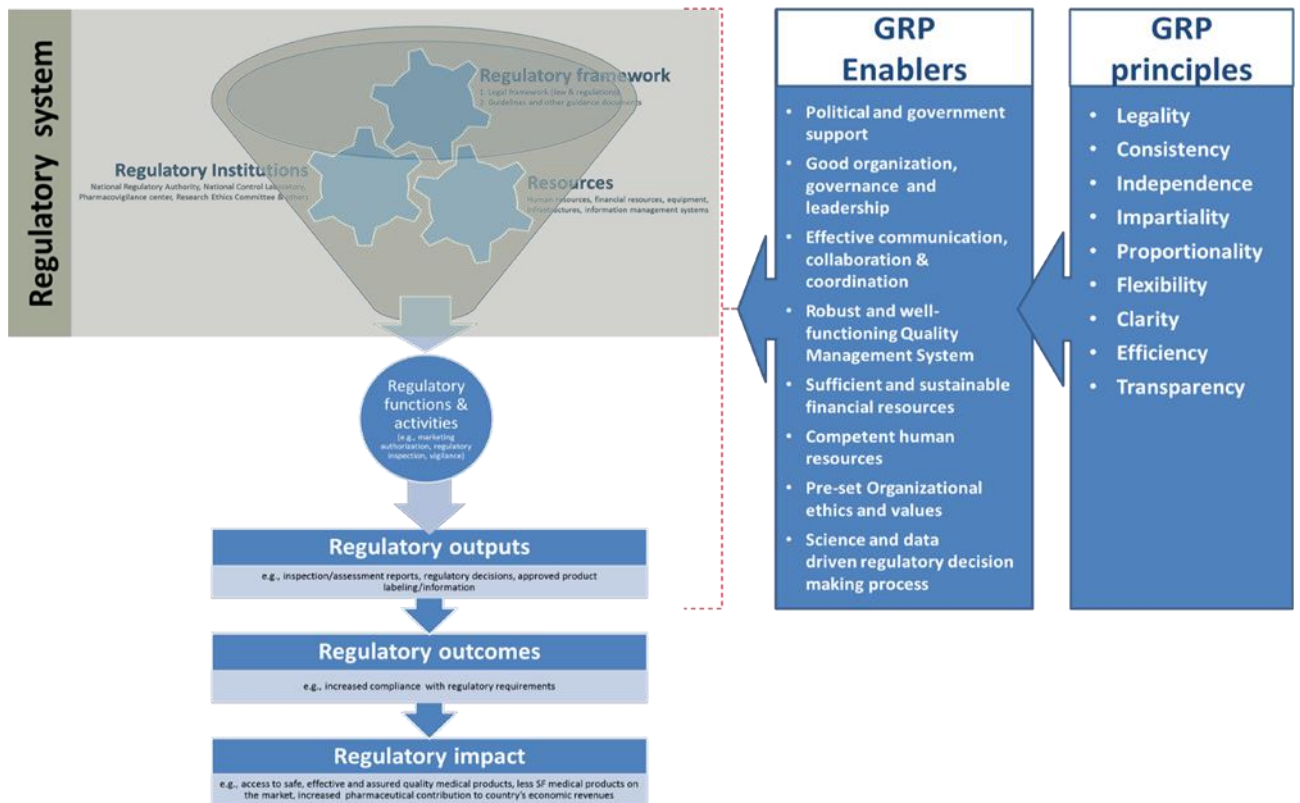 Regulatory system
Regulatory framework
1. Legal framework (law & regulations)
2. Guidelines and other guidance documents
Regulatory Institutions
National Regulatory Authority, National Control Laboratory,
Pharmacovigilance center, Research Ethics Committee & others
Resources
Human resources, financial resources, equipment,
infrastructures, information management systems
Regulatory
functions &
activities
(e.g., marketing
authorization, regulatory
inspection, vigilance)
Regulatory outputs
e.g., inspection/assessment reports, regulatory decisions, approved product
labeling/information
Regulatory outcomes
e.g., increased compliance with regulatory requirements
Regulatory impact
e.g., access to safe, effective and assured quality medical products, less SF medical products on
the market, increased pharmaceutical contribution to country's economic revenues
GRP
Enablers
• Political and government
support
• Good organization,
governance and
leadership
• Effective communication,
collaboration &
coordination
• Robust and well-
functioning Quality
Management System
• Sufficient and sustainable
financial resources
• Competent human
resources
• Pre-set Organizational
ethics and values
• Science and data
driven regulatory decision
making process
GRP
principles
• Legality
• Consistency
• Independence
• Impartiality
• Proportionality
• Flexibility
• Clarity
• Efficiency
• Transparency